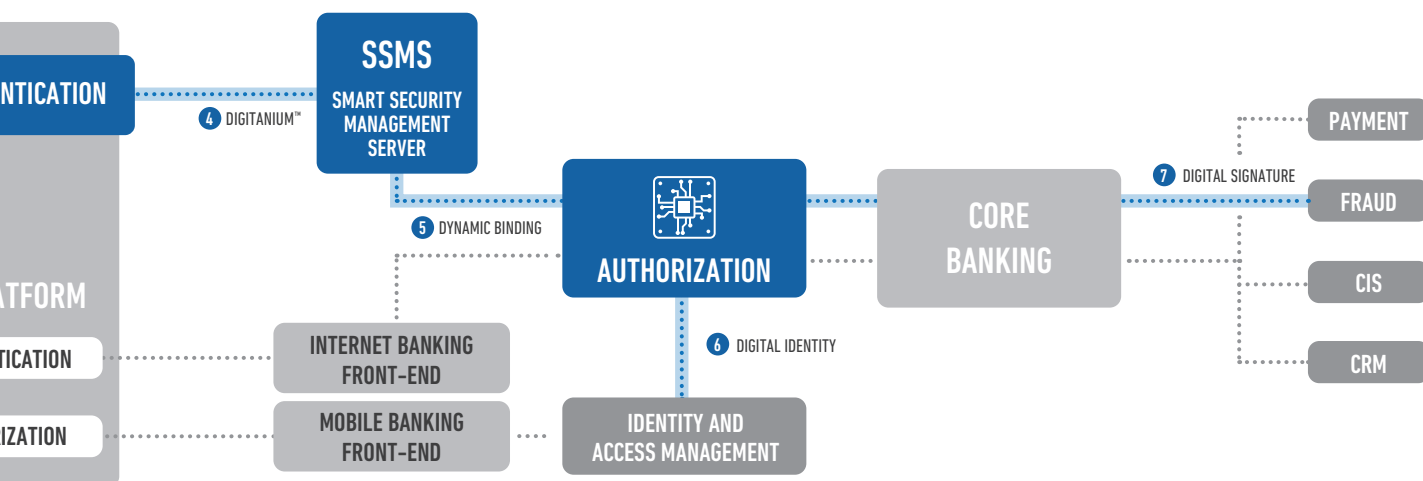 NTICATION
4 DIGITANIUM™
SSMS
SMART SECURITY
MANAGEMENT
SERVER
5 DYNAMIC BINDING
AUTHORIZATION
CORE
BANKING
7 DIGITAL SIGNATURE
PAYMENT
FRAUD
CIS
CRM
ATFORM
TICATION
INTERNET BANKING
FRONT-END
6 DIGITAL IDENTITY
IZATION
MOBILE BANKING
FRONT-END
IDENTITY AND
ACCESS MANAGEMENT